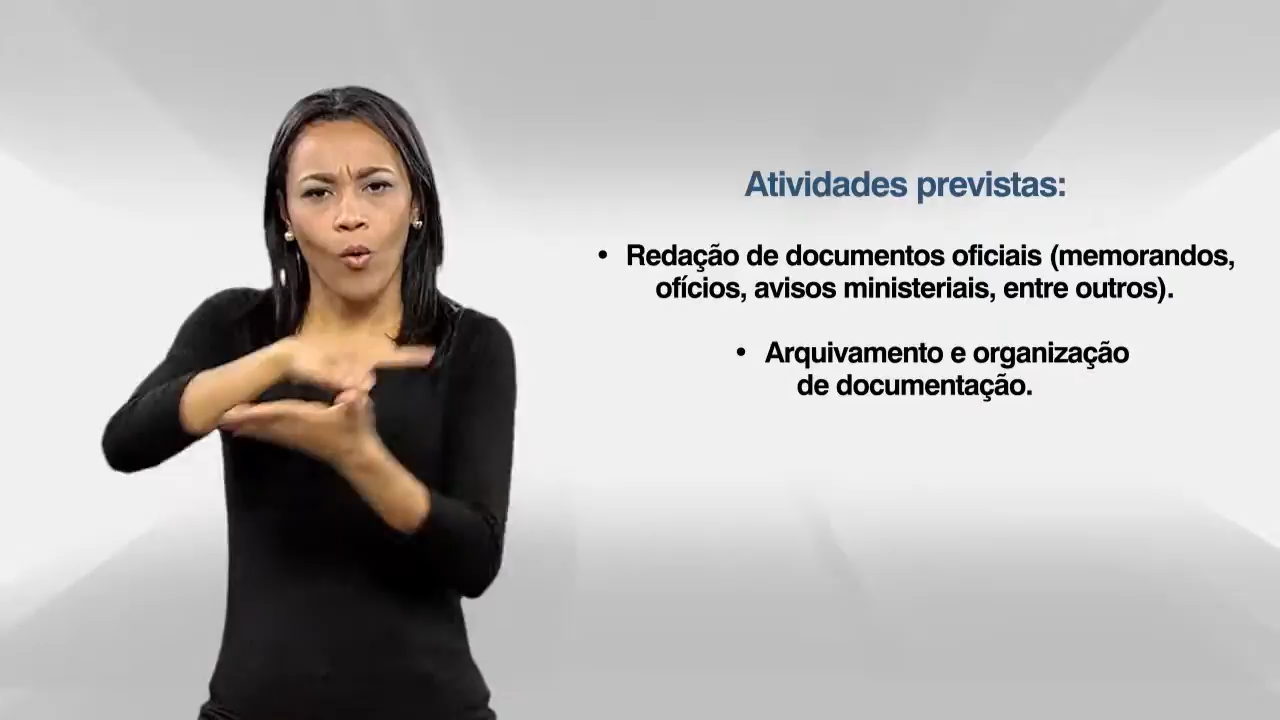 Atividades previstas:
• Redação de documentos oficiais (memorandos,
ofícios, avisos ministeriais, entre outros).
• Arquivamento e organização
de documentação.